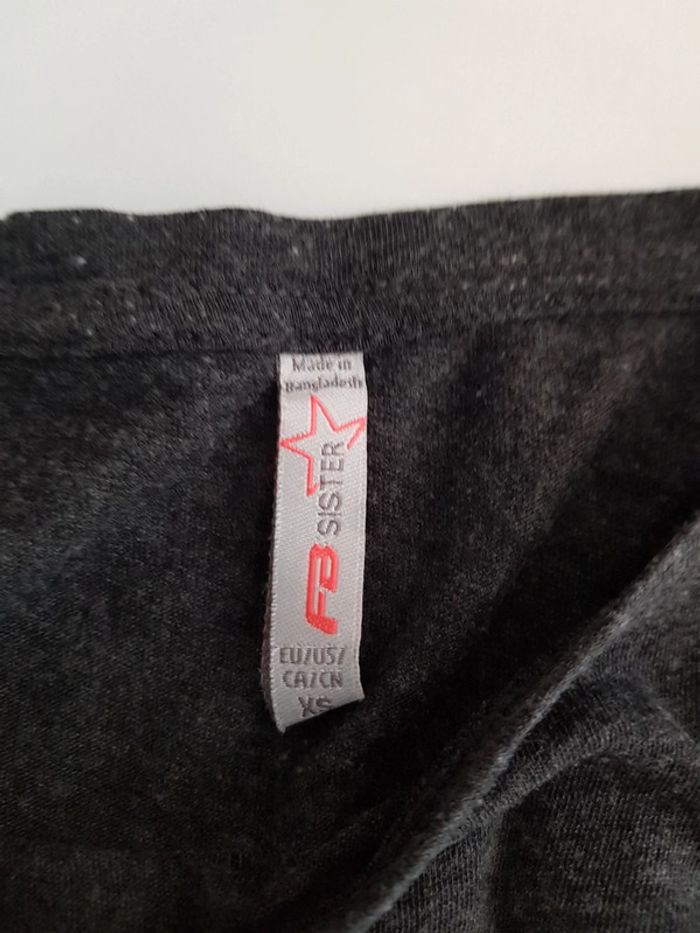 Made in
Bangladesh
FB SISTER
EU/US/
CA/CN
XS